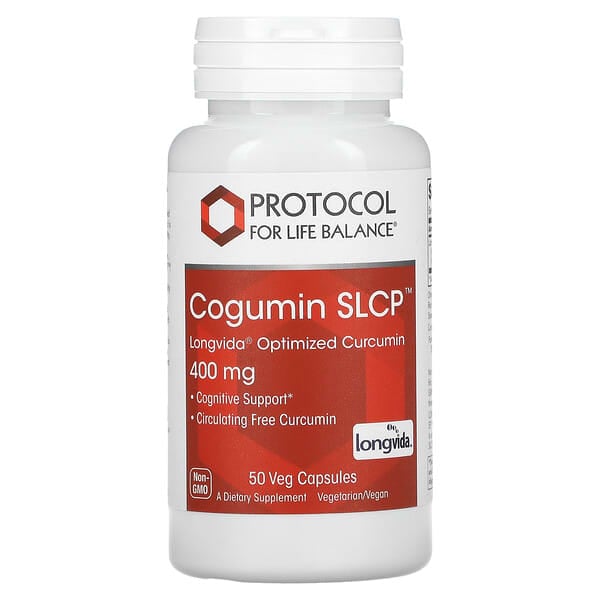 PROTOCOL
FOR LIFE BALANCE®
Cogumin SLCP™
Longvida® Optimized Curcumin
400 mg
• Cognitive Support*
• Circulating Free Curcumin
longvida®
50 Veg Capsules
Non-
GMO
A Dietary Supplement Vegetarian/Vegan